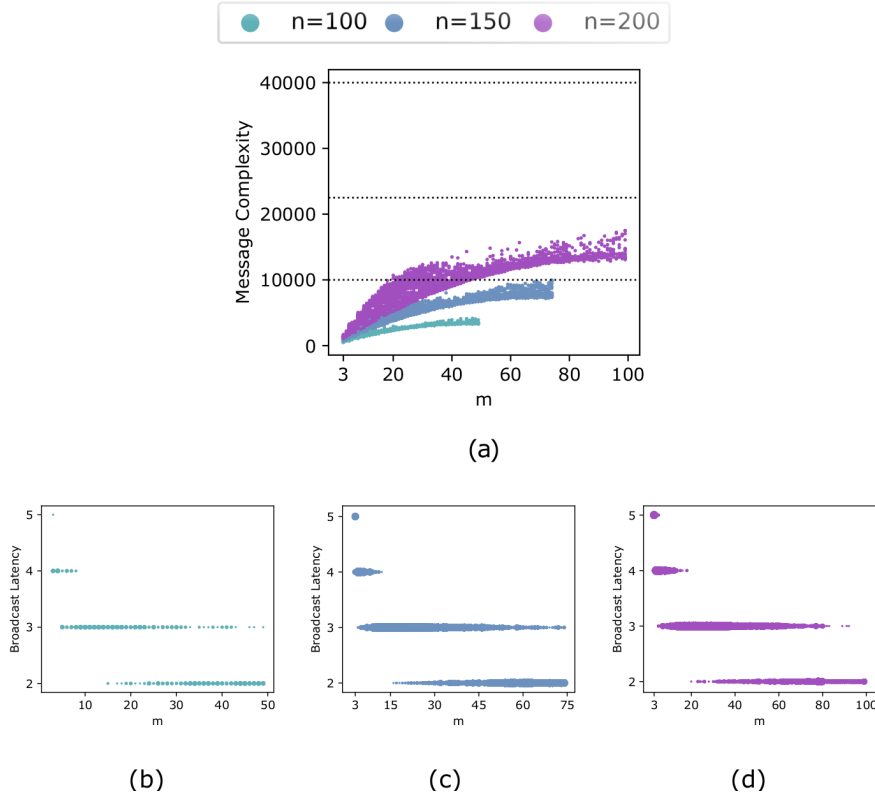 n=100 n=150 n=200
40000
30000
20000
10000
0
Message Complexity
3 20 40 60 80 100
m
(a)
5
4
3
2
Broadcast Latency
10 20 30 40 50
m
(b)
5
4
3
2
Broadcast Latency
3 15 30 45 60 75
m
(c)
5
4
3
2
Broadcast Latency
3 20 40 60 80 100
m
(d)